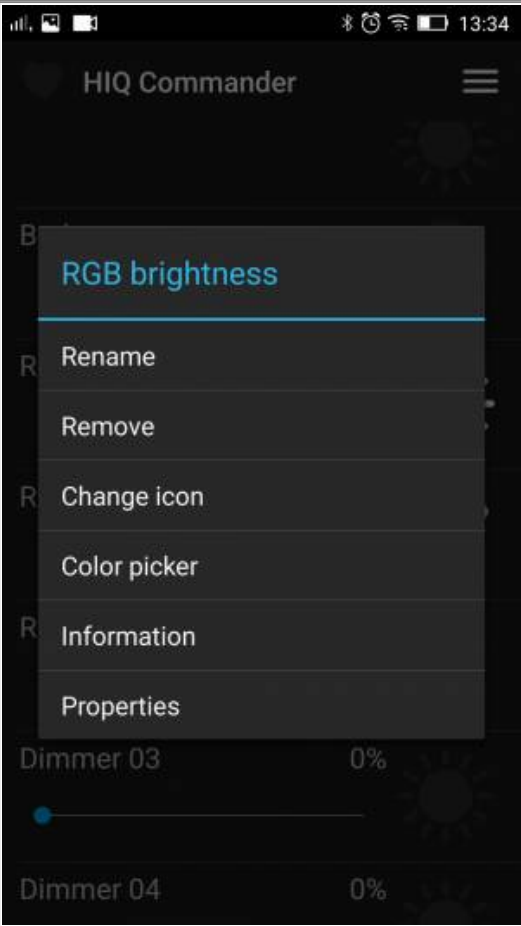 13:34
HIQ Commander
B
RGB brightness
R
Rename
Remove
R
Change icon
Color picker
R
Information
Properties
Dimmer 03 0%
Dimmer 04 0%